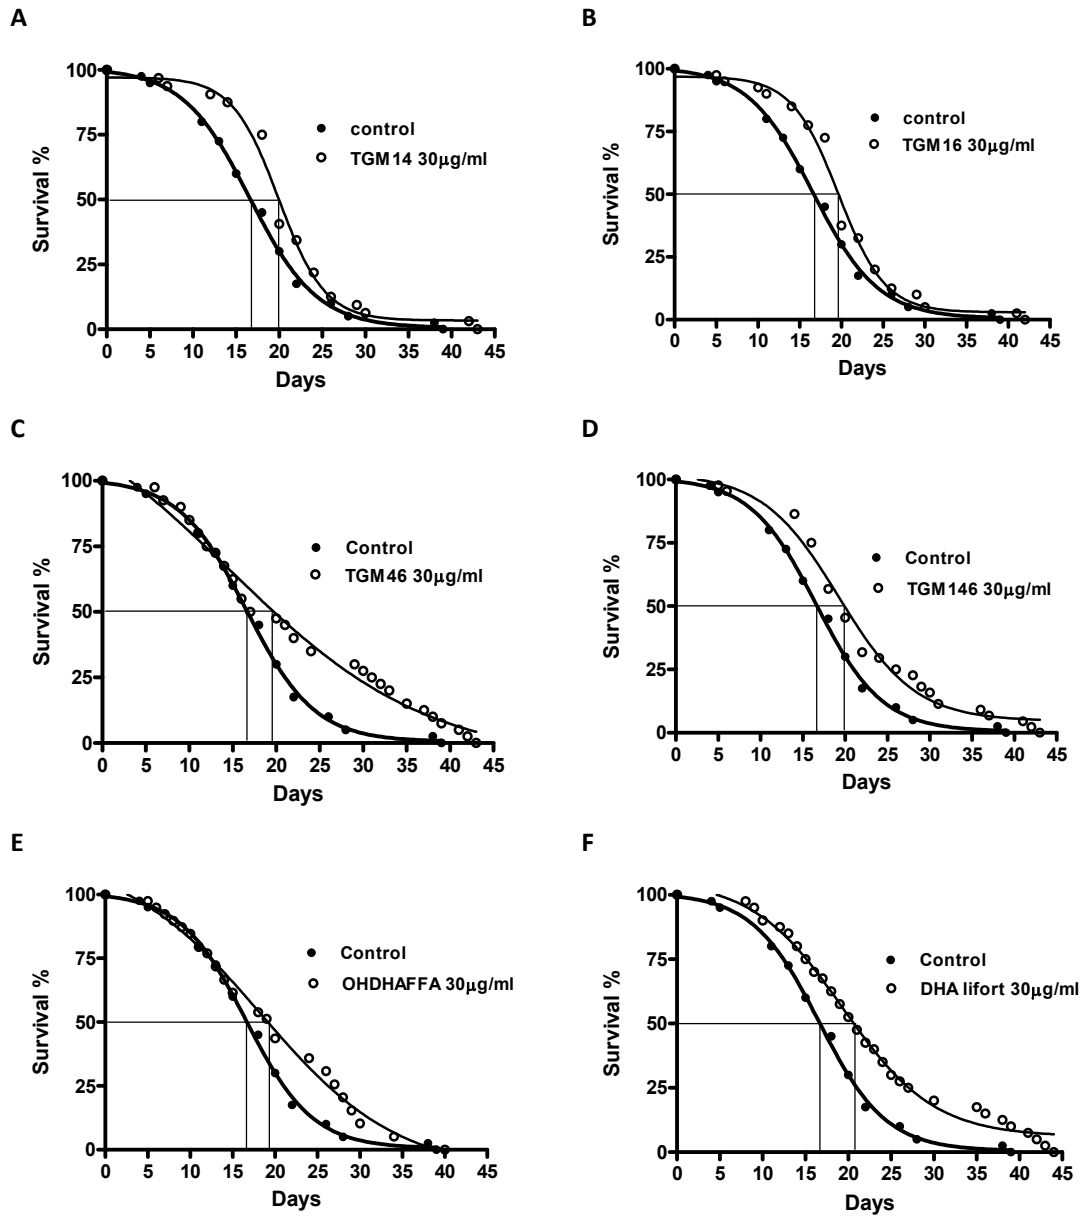 A
Survival %
100
75
50
25
0
0 5 10 15 20 25 30 35 40 45
Days
control
TGM14 30µg/ml
B
Survival %
100
75
50
25
0
0 5 10 15 20 25 30 35 40 45
Days
control
TGM16 30µg/ml
C
Survival %
100
75
50
25
0
0 5 10 15 20 25 30 35 40 45
Days
Control
TGM46 30µg/ml
D
Survival %
100
75
50
25
0
0 5 10 15 20 25 30 35 40 45
Days
Control
TGM146 30µg/ml
E
Survival %
100
75
50
25
0
0 5 10 15 20 25 30 35 40 45
Days
Control
OHDHAFFA 30µg/ml
F
Survival %
100
75
50
25
0
0 5 10 15 20 25 30 35 40 45
Days
Control
DHA lifort 30µg/ml